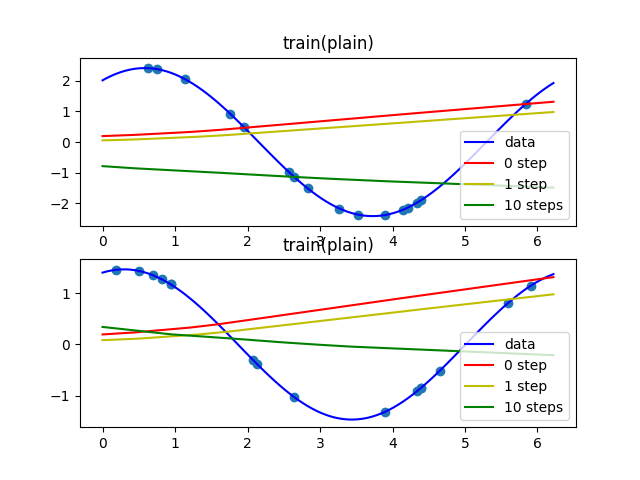 train(plain)
2
1
0
−1
−2
data
0 step
1 step
10 steps
0 1 2 3 4 5 6
train(plain)
1
0
−1
data
0 step
1 step
10 steps
0 1 2 3 4 5 6